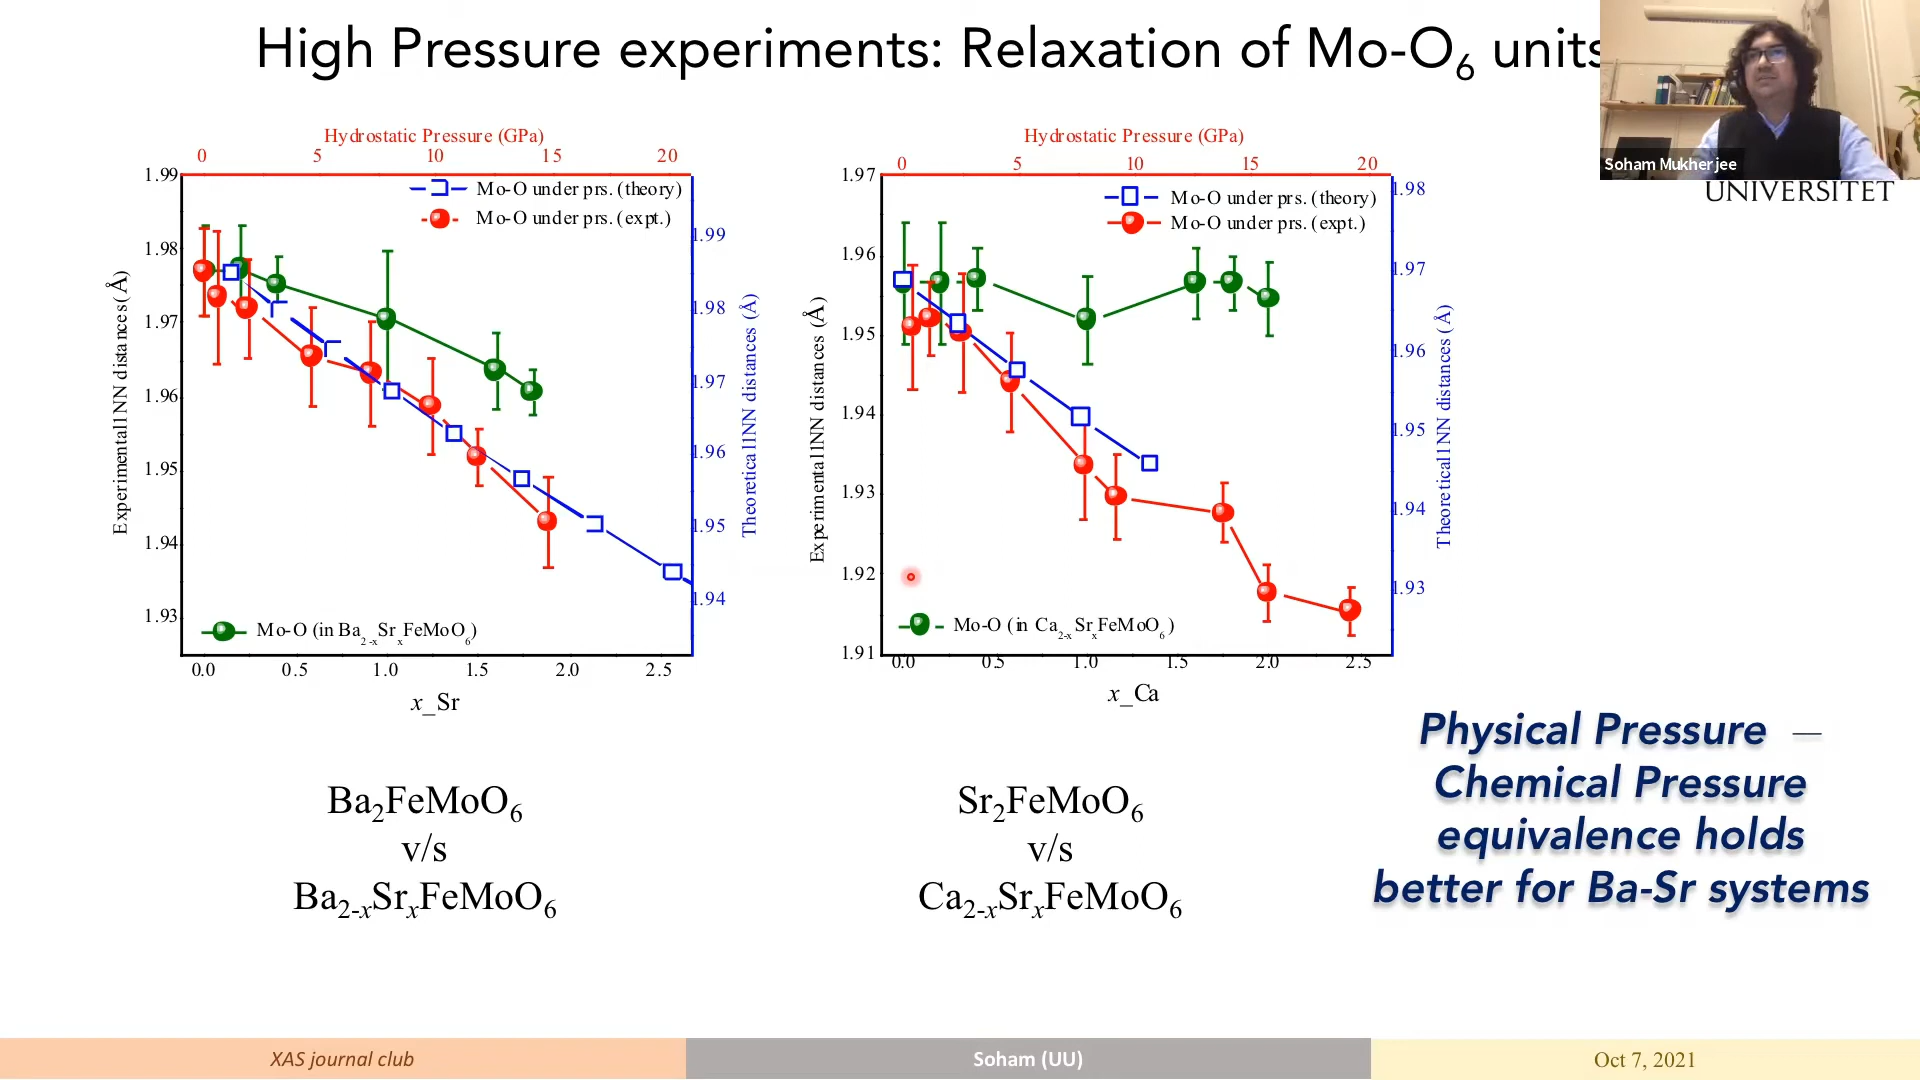 High Pressure experiments: Relaxation of Mo-O6 units
Soham Mukherjee
UNIVERSITET
Hydrostatic Pressure (GPa)
0 5 10 15 20
1.99
1.98
1.97
1.96
1.95
1.94
1.93
Experimental 1NN distances (Å)
Mo-O under prs. (theory)
Mo-O under prs. (expt.)
Mo-O (in Ba2-xSrxFeMoO6)
1.99
1.98
1.97
1.96
1.95
1.94
Theoretical 1NN distances (Å)
0.0 0.5 1.0 1.5 2.0 2.5
x_Sr
Hydrostatic Pressure (GPa)
0 5 10 15 20
1.97
1.96
1.95
1.94
1.93
1.92
1.91
Experimental 1NN distances (Å)
Mo-O under prs. (theory)
Mo-O under prs. (expt.)
Mo-O (in Ca2-xSrxFeMoO6)
1.98
1.97
1.96
1.95
1.94
1.93
Theoretical 1NN distances (Å)
0.0 0.5 1.0 1.5 2.0 2.5
x_Ca
Ba2FeMoO6
v/s
Ba2-xSrxFeMoO6
Sr2FeMoO6
v/s
Ca2-xSrxFeMoO6
Physical Pressure —
Chemical Pressure
equivalence holds
better for Ba-Sr systems
XAS journal club
Soham (UU)
Oct 7, 2021